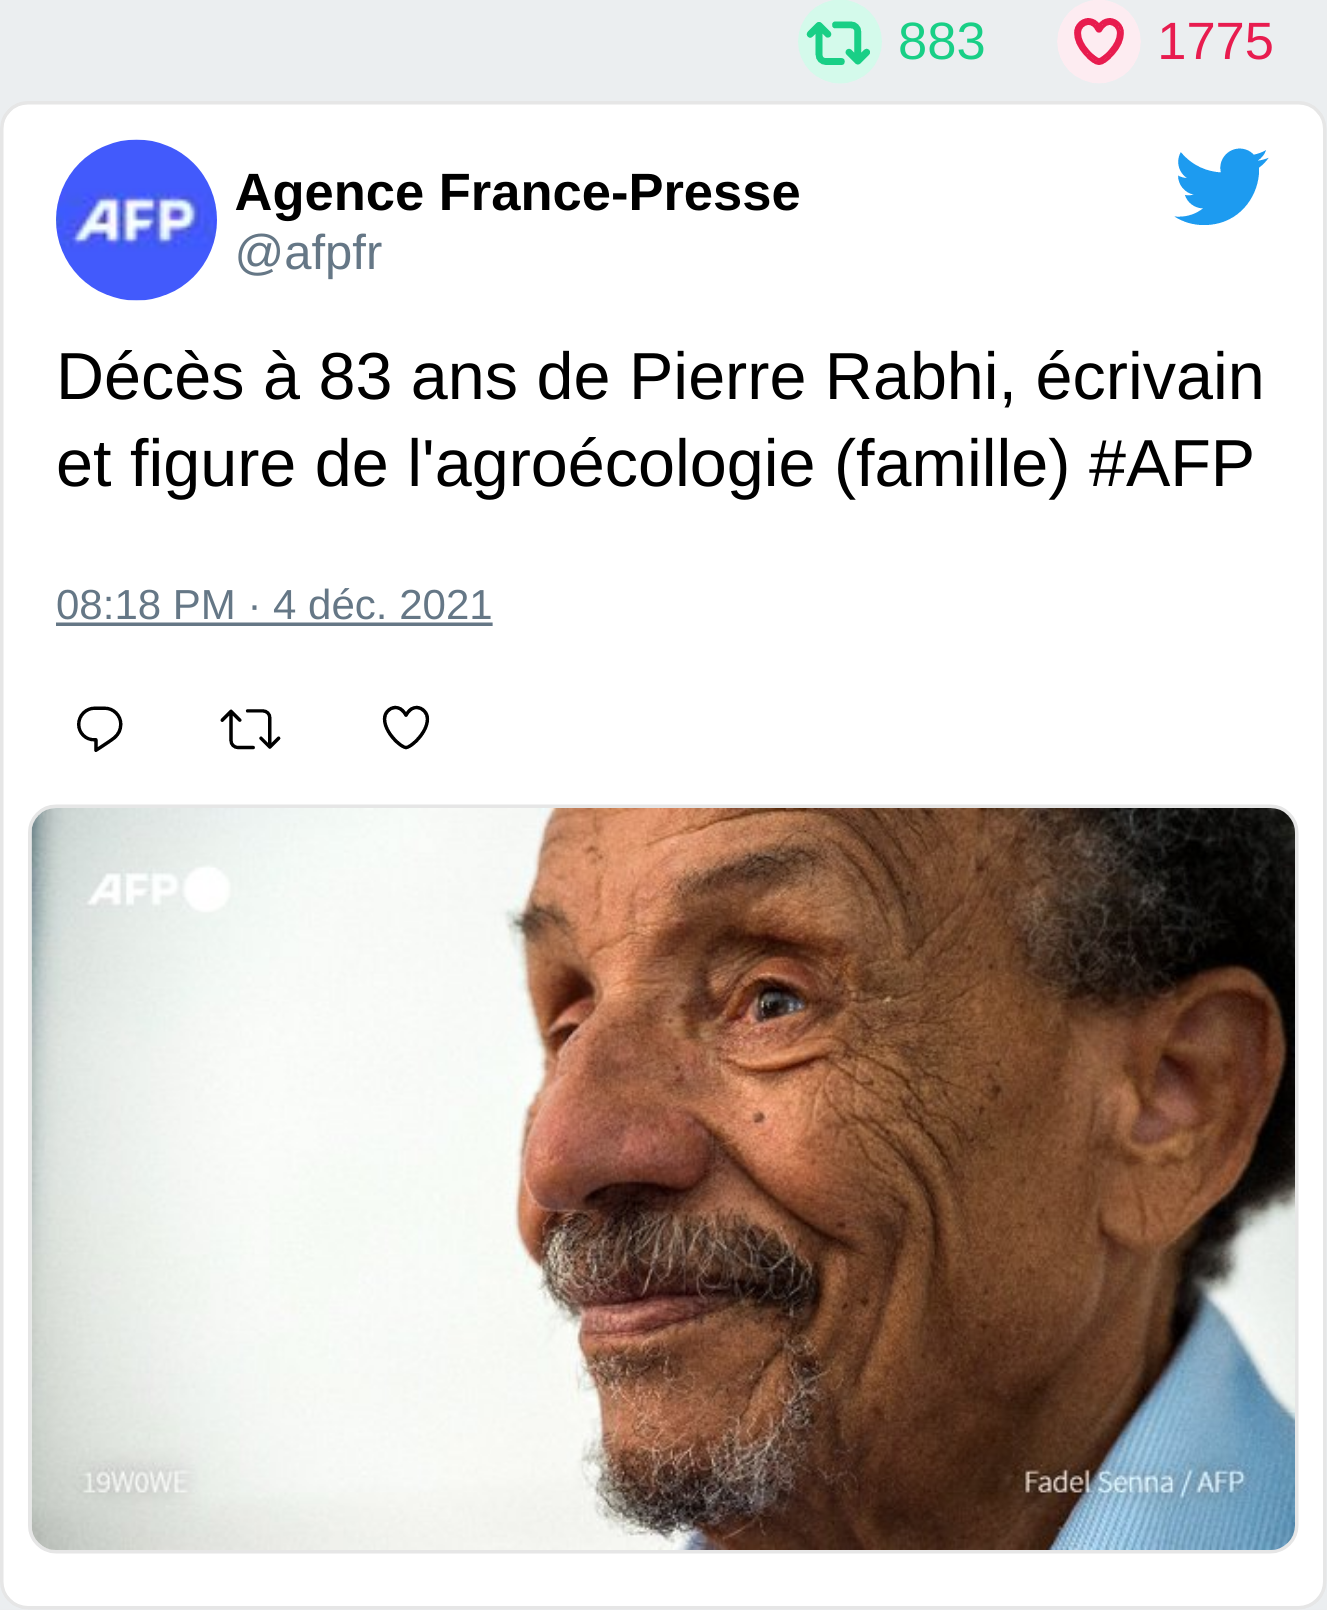 883 1775
AFP
Agence France-Presse
@afpfr
Décès à 83 ans de Pierre Rabhi, écrivain
et figure de l'agroécologie (famille) #AFP
08:18 PM · 4 déc. 2021
AFP
19W0WE
Fadel Senna / AFP